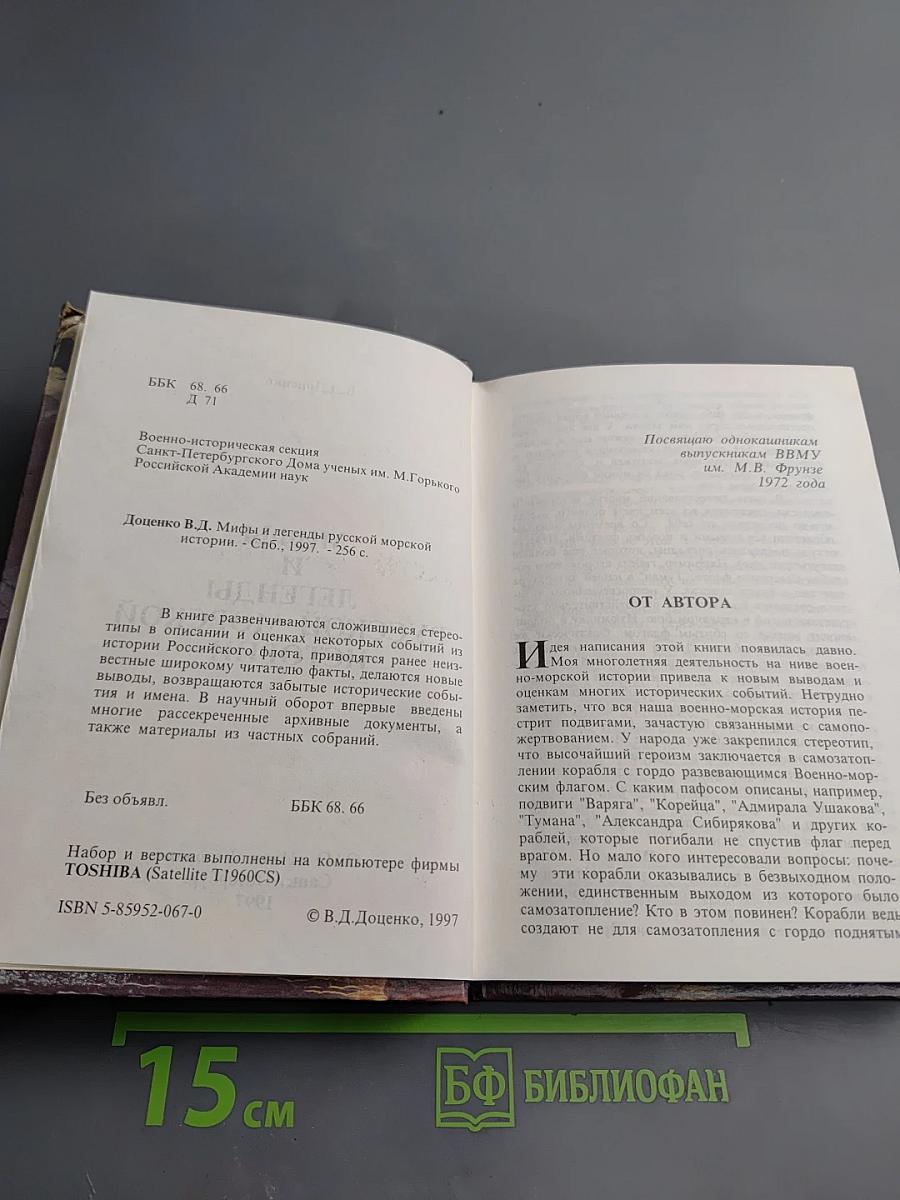 ББК 68. 66
Д 71
Военно-историческая секция
Санкт-Петербургского Дома ученых им. М.Горького
Российской Академии наук
Доценко В.Д. Мифы и легенды русской морской
истории. - Спб., 1997. - 256 с.
В книге развенчиваются сложившиеся стерео-
типы в описании и оценках некоторых событий из
истории Российского флота, приводятся ранее неиз-
вестные широкому читателю факты, делаются новые
выводы, возвращаются забытые исторические собы-
тия и имена. В научный оборот впервые введены
многие рассекреченные архивные документы, а
также материалы из частных собраний.
Без объявл. ББК 68. 66
Набор и верстка выполнены на компьютере фирмы
TOSHIBA (Satellite T1960CS)
ISBN 5-85952-067-0 © В.Д.Доценко, 1997
Посвящаю однокашникам
выпускникам ВВМУ
им. М.В. Фрунзе
1972 года
ОТ АВТОРА
Идея написания этой книги появилась давно.
Моя многолетняя деятельность на ниве воен-
но-морской истории привела к новым выводам и
оценкам многих исторических событий. Нетрудно
заметить, что вся наша военно-морская история пе-
стрит подвигами, зачастую связанными с самопо-
жертвованием. У народа уже закрепился стереотип,
что высочайший героизм заключается в самозатоп-
лении корабля с гордо развевающимся Военно-мор-
ским флагом. С каким пафосом описаны, например,
подвиги "Варяга", "Корейца", "Адмирала Ушакова",
"Тумана", "Александра Сибирякова" и других ко-
раблей, которые погибали не спустив флаг перед
врагом. Но мало кого интересовали вопросы: поче-
му эти корабли оказывались в безвыходном поло-
жении, единственным выходом из которого было
самозатопление? Кто в этом повинен? Корабли ведь
создают не для самозатопления с гордо поднятым
15 см
БФ БИБЛИОФАН